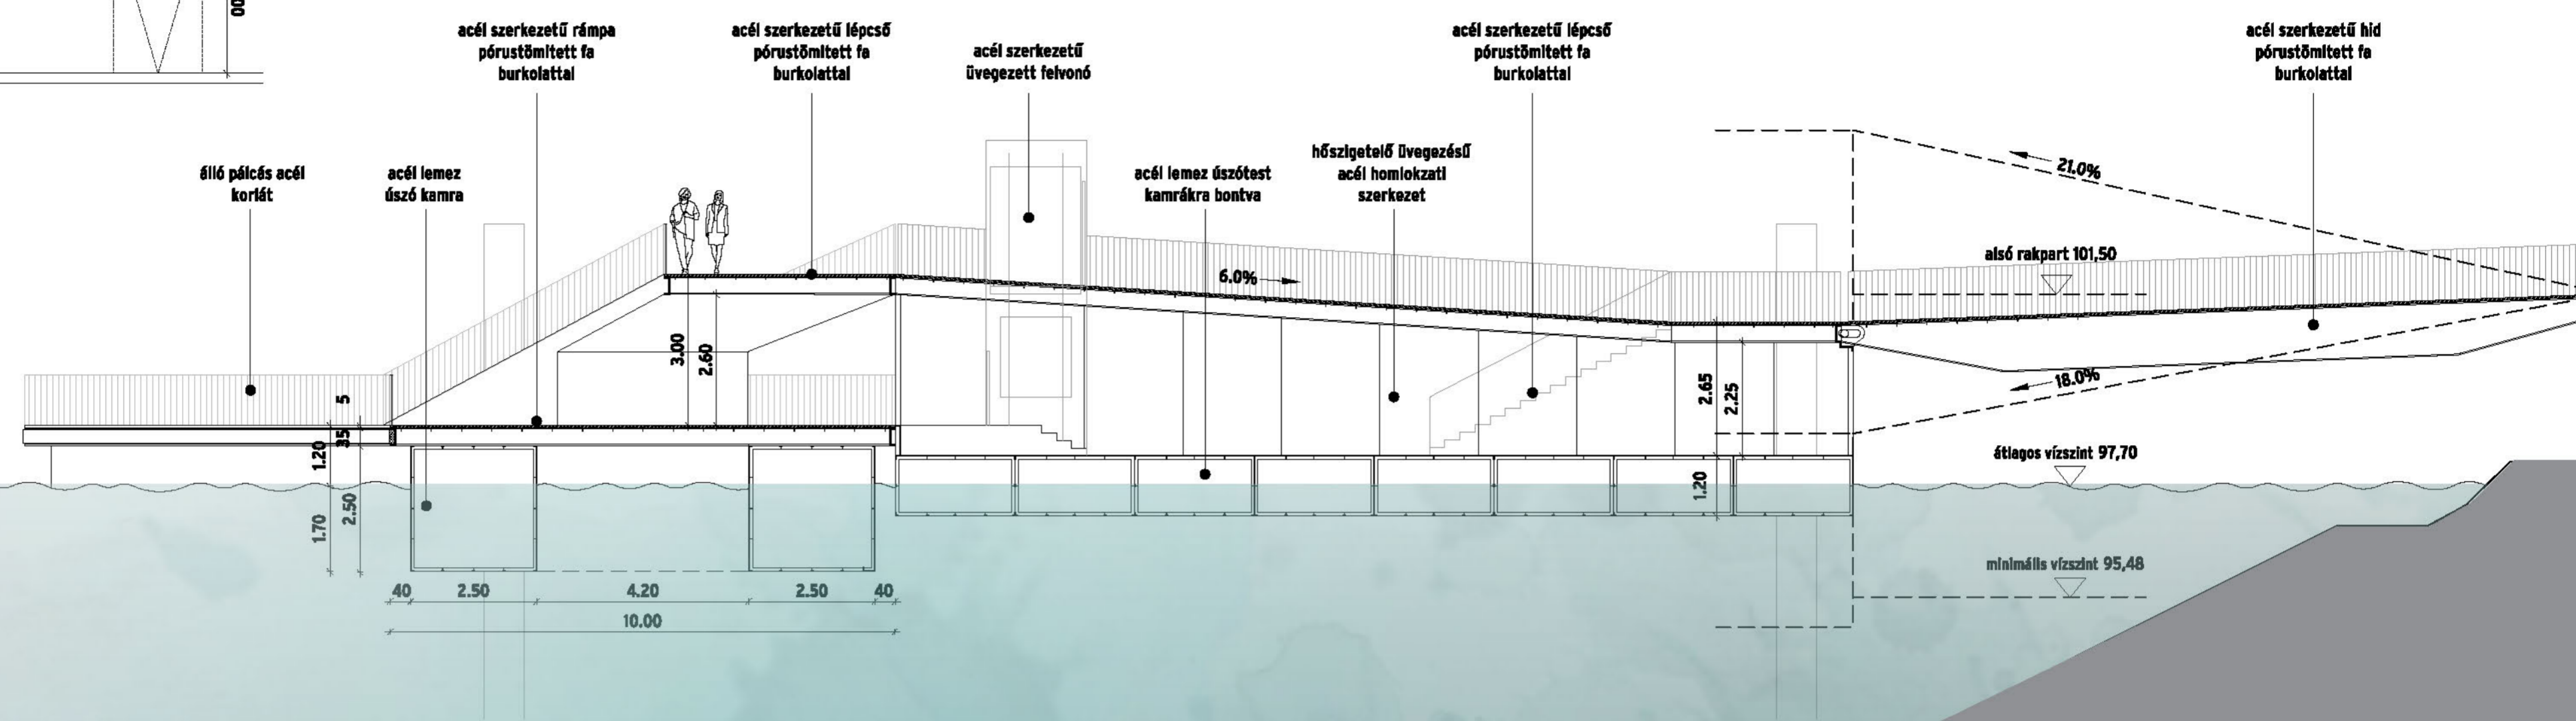 00
acél szerkezetű rámpa
pórustömített fa
burkolattal
acél szerkezetű lépcső
pórustömített fa
burkolattal
acél szerkezetű
üvegezett felvonó
acél szerkezetű lépcső
pórustömített fa
burkolattal
acél szerkezetű híd
pórustömített fa
burkolattal
álló pálcás acél
korlát
acél lemez
úszó kamra
acél lemez úszótest
kamrákra bontva
hőszigetelő üvegezésű
acél homlokzati
szerkezet
21.0%
alsó rakpart 101,50
6.0%
3.00
2.60
18.0%
2.65
2.25
5
35
1.20
átlagos vízszint 97,70
1.20
1.70
2.50
minimális vízszint 95,48
40
2.50
4.20
2.50
40
10.00